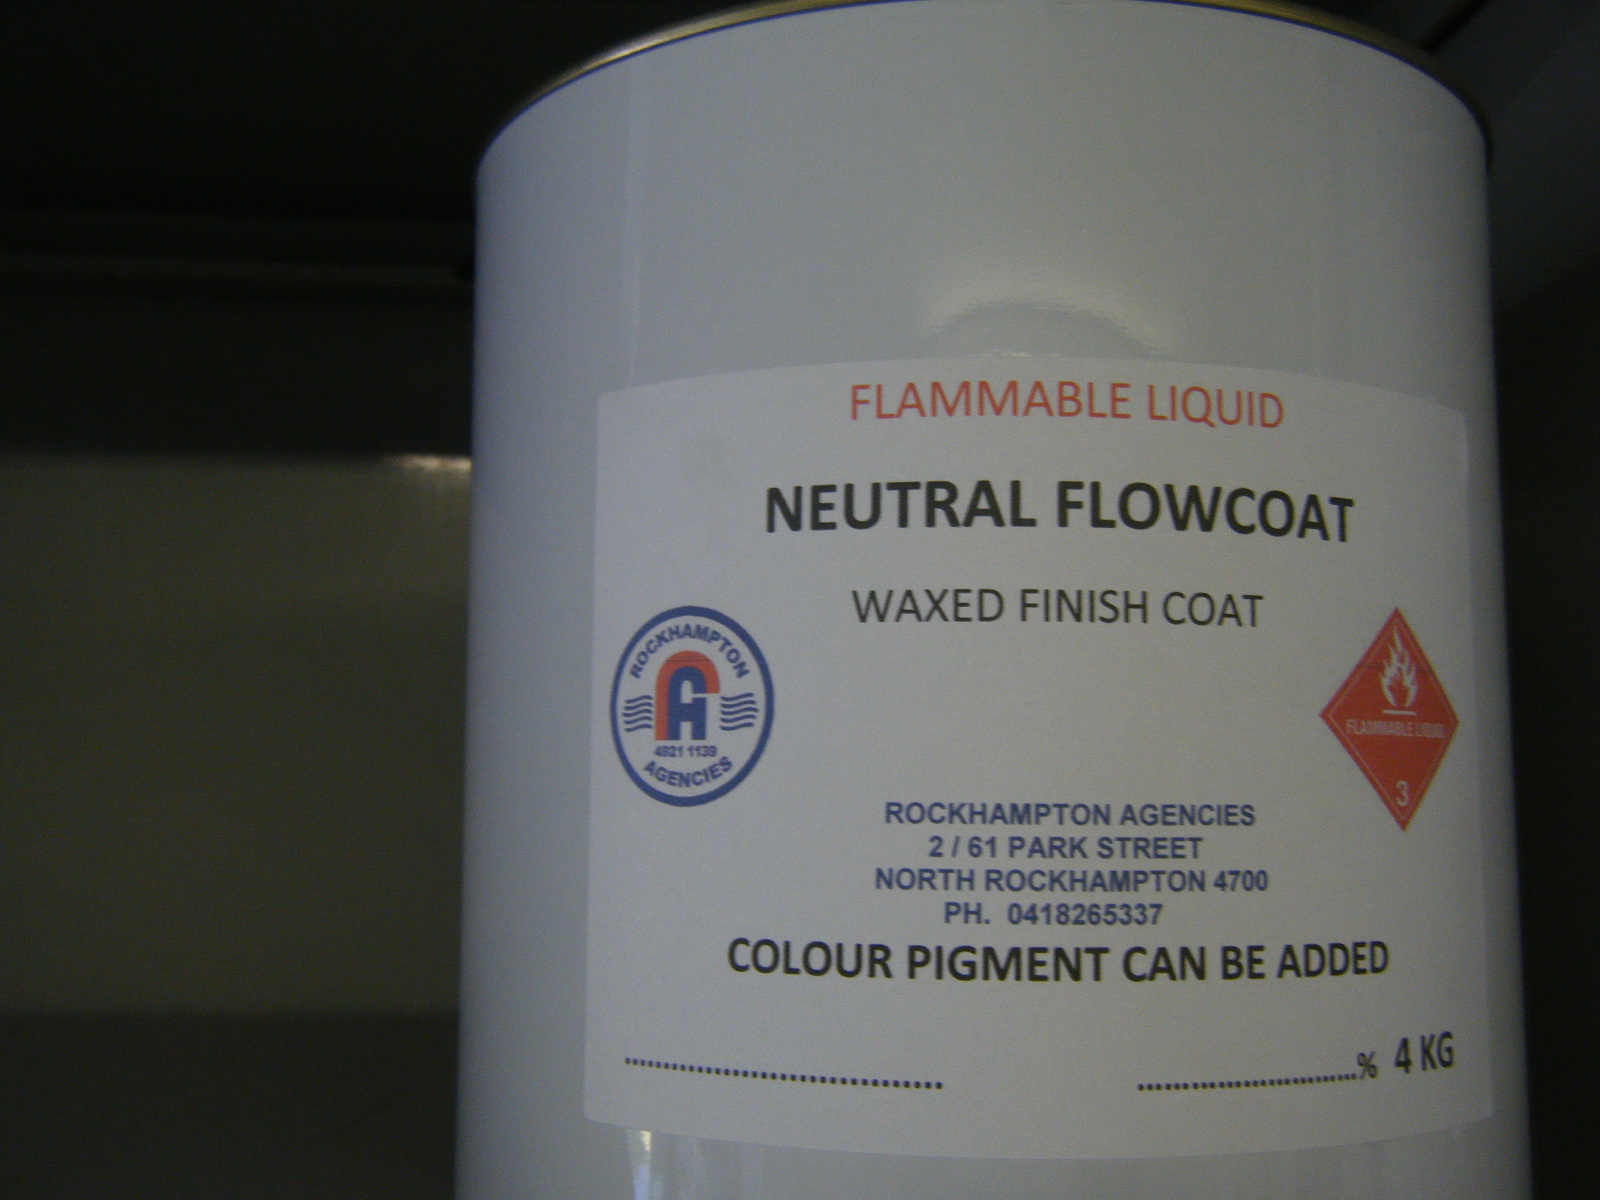 FLAMMABLE LIQUID
NEUTRAL FLOWCOAT
WAXED FINISH COAT
ROCKHAMPTON
4921 1139
AGENCIES
FLAMMABLE LIQUID
3
ROCKHAMPTON AGENCIES
2 / 61 PARK STREET
NORTH ROCKHAMPTON 4700
PH. 0418265337
COLOUR PIGMENT CAN BE ADDED
................................ ............................% 4 KG